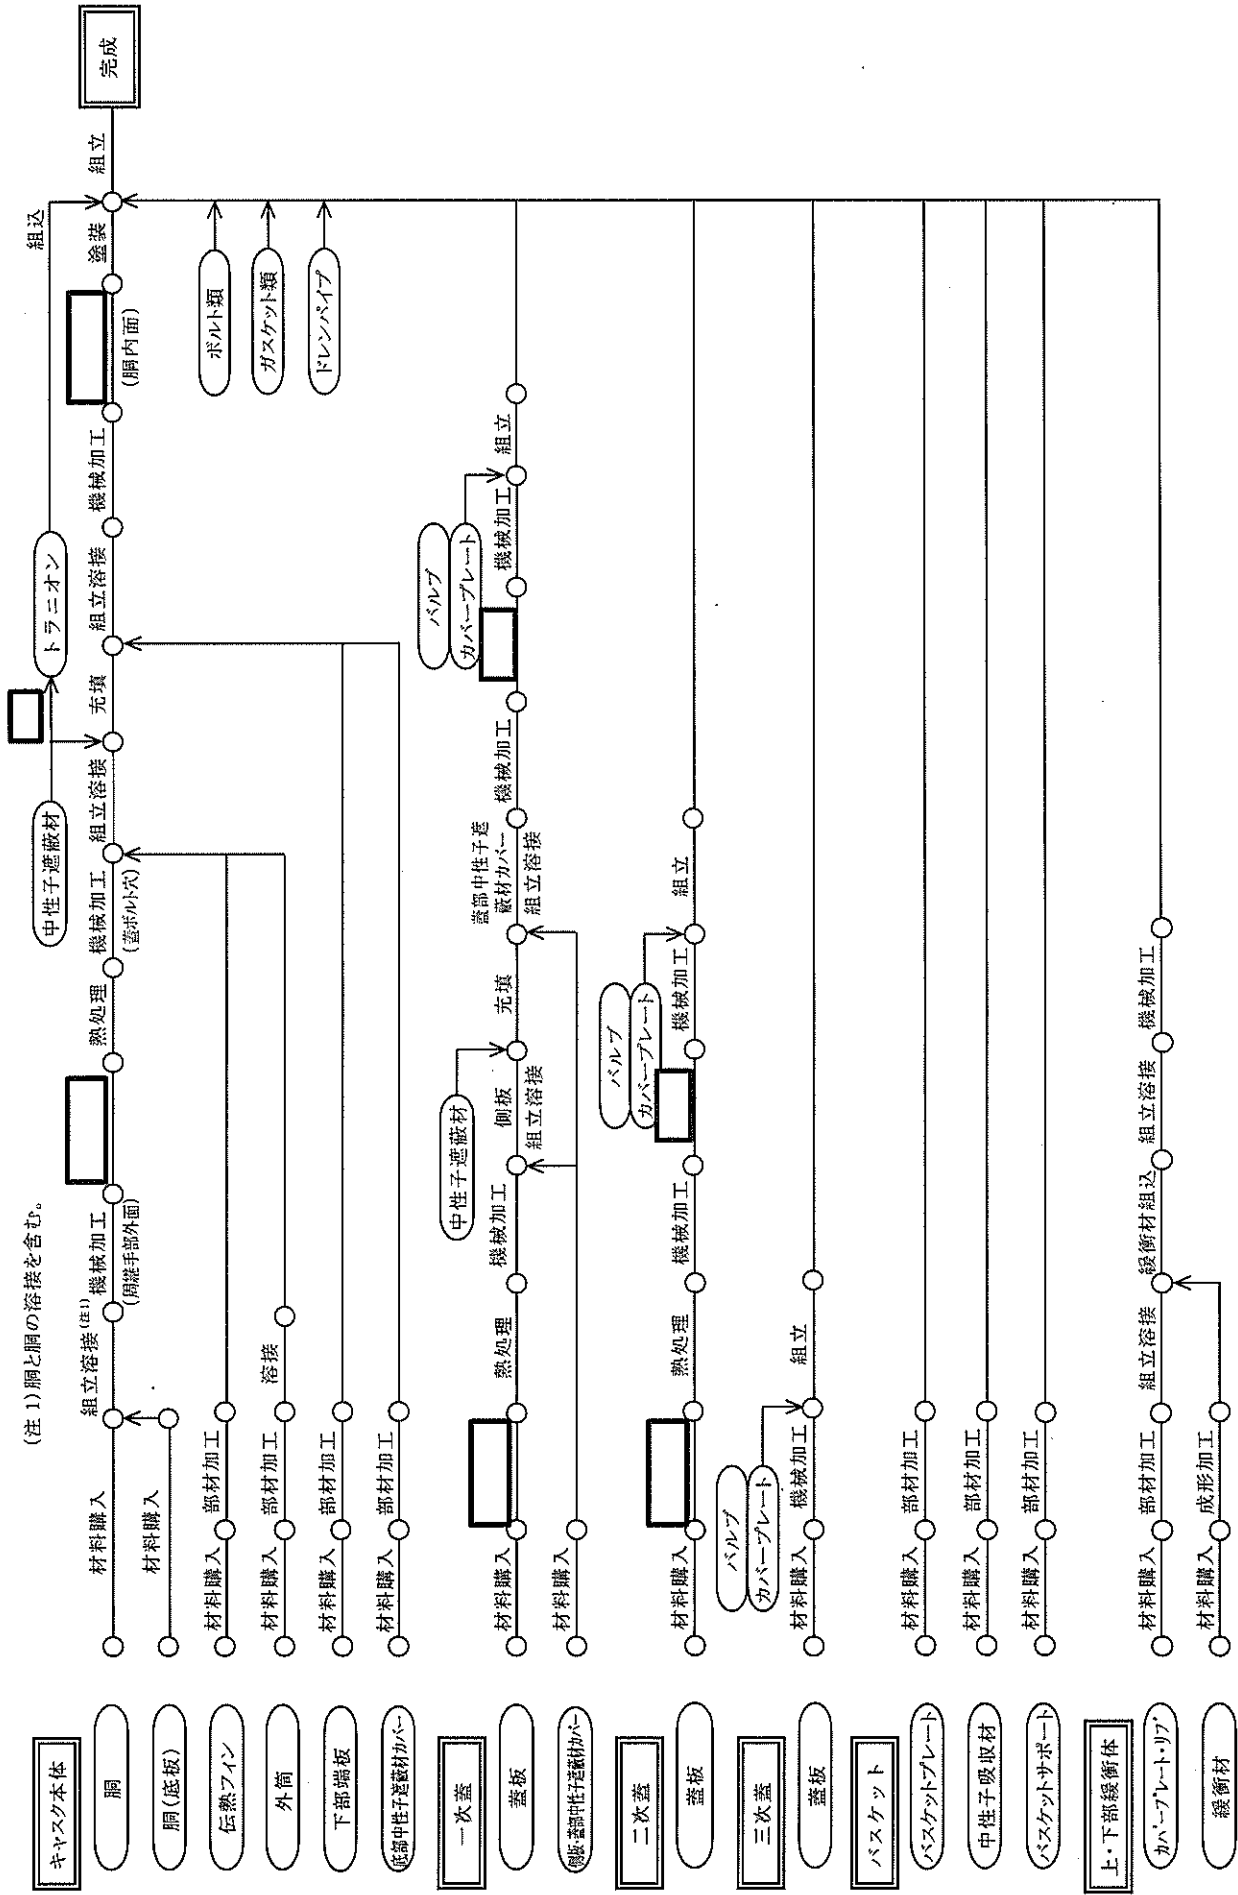 (注 1)胴と胴の溶接を含む。
キャスク本体
胴
材料購入
組立溶接(注1)
機械加工
(周継手部外面)
熱処理
機械加工
(蓋ボルト穴)
組立溶接
充填
組立溶接
機械加工
(胴内面)
塗装
組立
完成
中性子遮蔽材
トラニオン
組込
胴(底板)
材料購入
伝熱フィン
材料購入
部材加工
外筒
材料購入
部材加工
溶接
下部端板
材料購入
部材加工
底部中性子遮蔽材カバー
材料購入
部材加工
ボルト類
ガスケット類
ドレンパイプ
一次蓋
蓋板
材料購入
熱処理
機械加工
側板
組立溶接
中性子遮蔽材
充填
蓋部中性子遮
蔽材カバー
組立溶接
機械加工
バルブ
カバープレート
機械加工
組立
側板・蓋部中性子遮蔽材カバー
材料購入
二次蓋
蓋板
材料購入
熱処理
機械加工
バルブ
カバープレート
機械加工
組立
三次蓋
蓋板
材料購入
バルブ
カバープレート
機械加工
組立
バスケット
バスケットプレート
材料購入
部材加工
中性子吸収材
材料購入
部材加工
バスケットサポート
材料購入
部材加工
上・下部緩衝体
カバープレート・リブ
材料購入
部材加工
組立溶接
緩衝材組込
組立溶接
機械加工
緩衝材
材料購入
成形加工